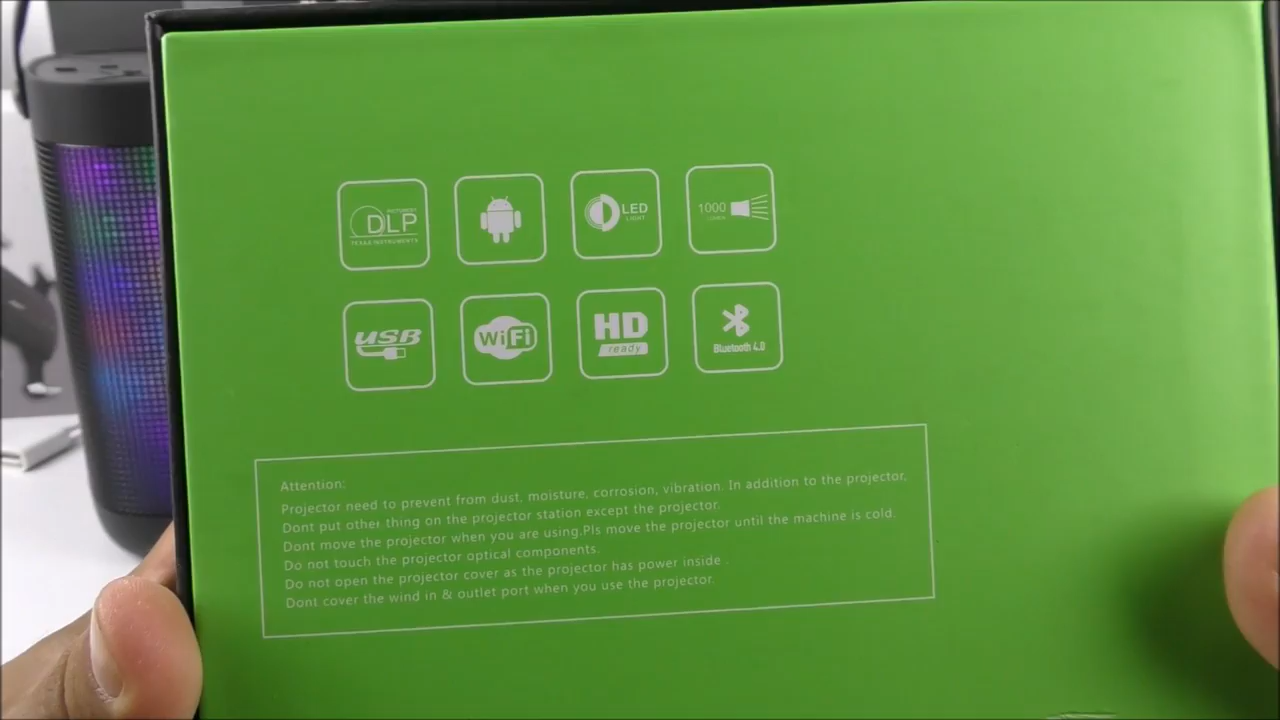 DLP
TEXAS INSTRUMENTS
LED
LIGHT
1000
USB
WiFi
HD
ready
Bluetooth 4.0
Attention:
Projector need to prevent from dust, moisture, corrosion, vibration. In addition to the projector,
Dont put other thing on the projector station except the projector.
Dont move the projector when you are using.Pls move the projector until the machine is cold.
Do not touch the projector optical components.
Do not open the projector cover as the projector has power inside .
Dont cover the wind in & outlet port when you use the projector.